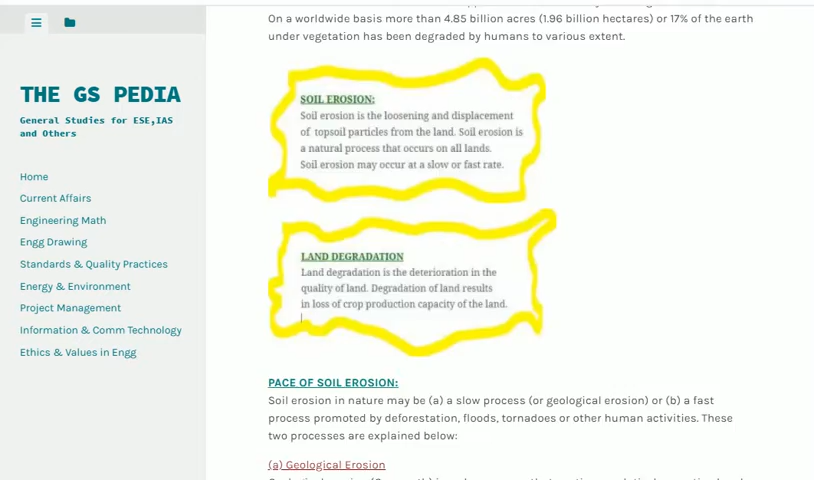 THE GS PEDIA
General Studies for ESE,IAS
and Others
Home
Current Affairs
Engineering Math
Engg Drawing
Standards & Quality Practices
Energy & Environment
Project Management
Information & Comm Technology
Ethics & Values in Engg
On a worldwide basis more than 4.85 billion acres (1.96 billion hectares) or 17% of the earth
under vegetation has been degraded by humans to various extent.
SOIL EROSION:
Soil erosion is the loosening and displacement
of topsoil particles from the land. Soil erosion is
a natural process that occurs on all lands.
Soil erosion may occur at a slow or fast rate.
LAND DEGRADATION
Land degradation is the deterioration in the
quality of land. Degradation of land results
in loss of crop production capacity of the land.
PACE OF SOIL EROSION:
Soil erosion in nature may be (a) a slow process (or geological erosion) or (b) a fast
process promoted by deforestation, floods, tornadoes or other human activities. These
two processes are explained below:
(a) Geological Erosion